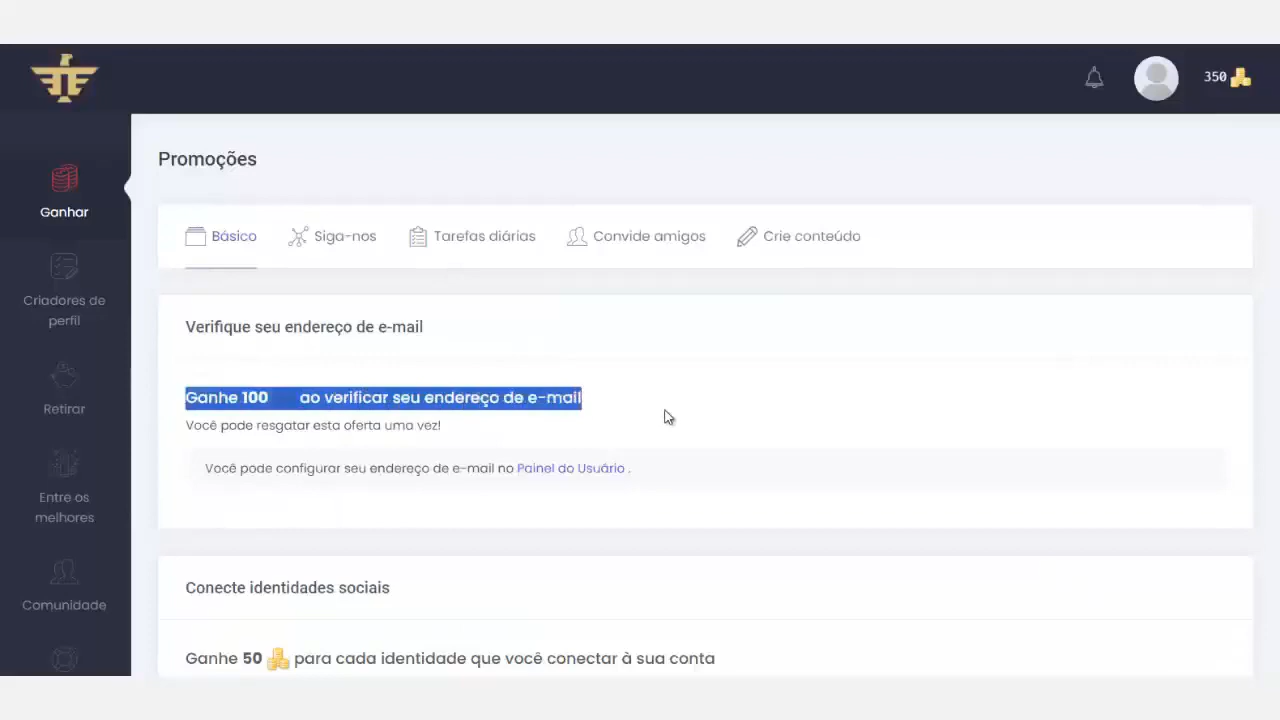 350
Ganhar
Criadores de
perfil
Retirar
Entre os
melhores
Comunidade
Promoções
Básico
Siga-nos
Tarefas diárias
Convide amigos
Crie conteúdo
Verifique seu endereço de e-mail
Ganhe 100 ao verificar seu endereço de e-mail
Você pode resgatar esta oferta uma vez!
Você pode configurar seu endereço de e-mail no Painel do Usuário .
Conecte identidades sociais
Ganhe 50 para cada identidade que você conectar à sua conta